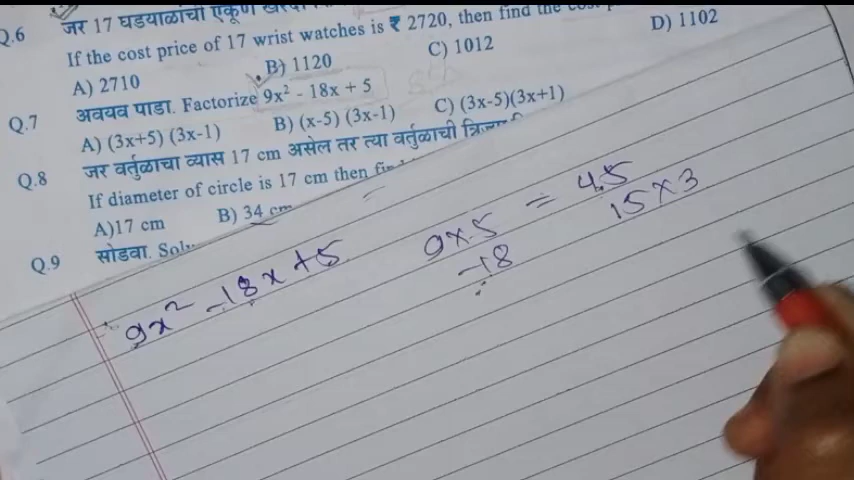 Q.6 जर 17 घडयाळांची एकूण
If the cost price of 17 wrist watches is ₹ 2720, then find the
A) 2710 B) 1120 C) 1012 D) 1102
Q.7 अवयव पाडा. Factorize 9x² - 18x + 5
A) (3x+5) (3x-1) B) (x-5) (3x-1) C) (3x-5)(3x+1)
Q.8 जर वर्तुळाचा व्यास 17 cm असेल तर त्या वर्तुळाची
If diameter of circle is 17 cm then
A)17 cm B) 34 cm
Q.9 सोडवा.
9x² -18x +5 9x5 = 45
-18 15x3